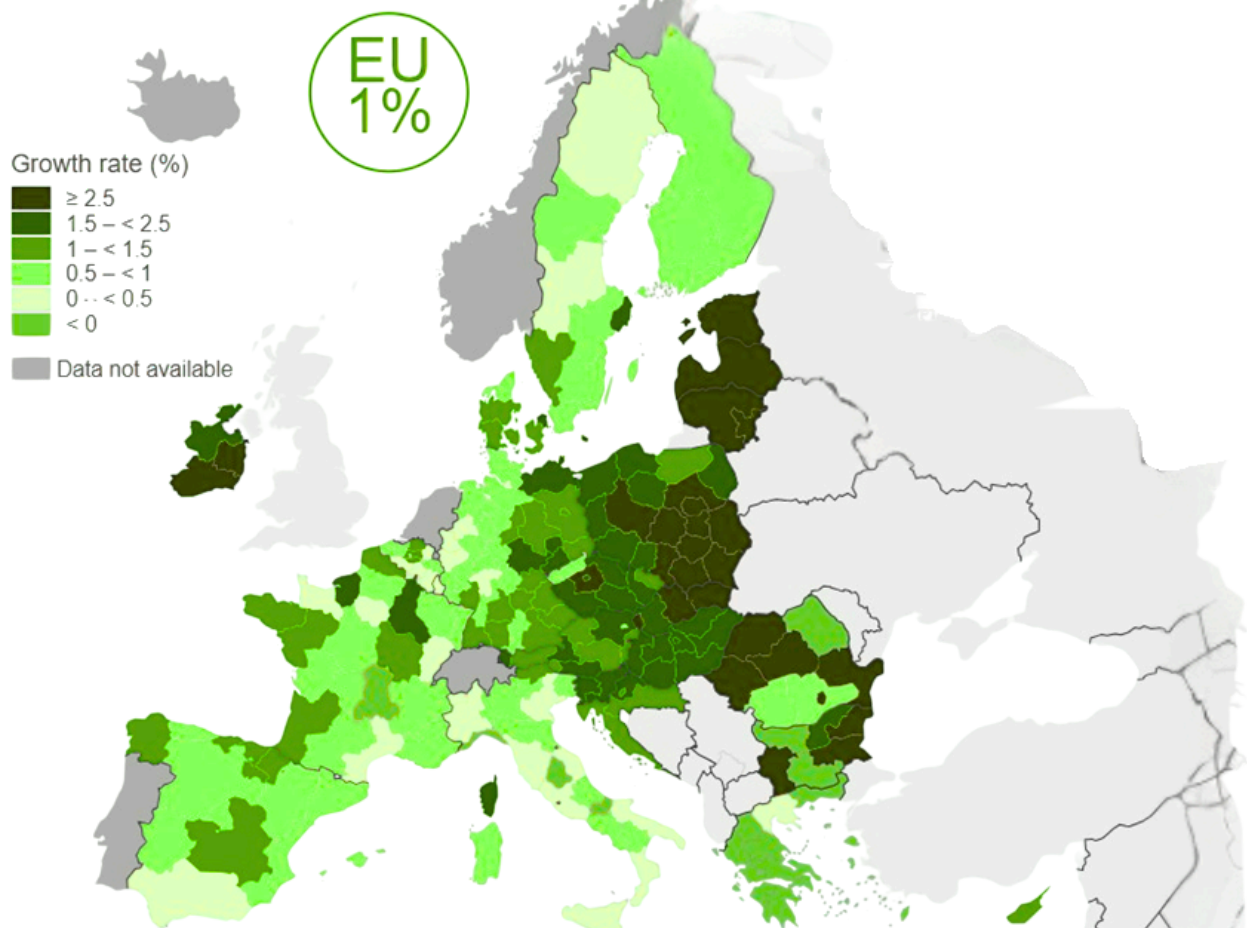 EU
1%
Growth rate (%)
≥ 2.5
1.5 – < 2.5
1 – < 1.5
0.5 – < 1
0 - · < 0.5
< 0
Data not available